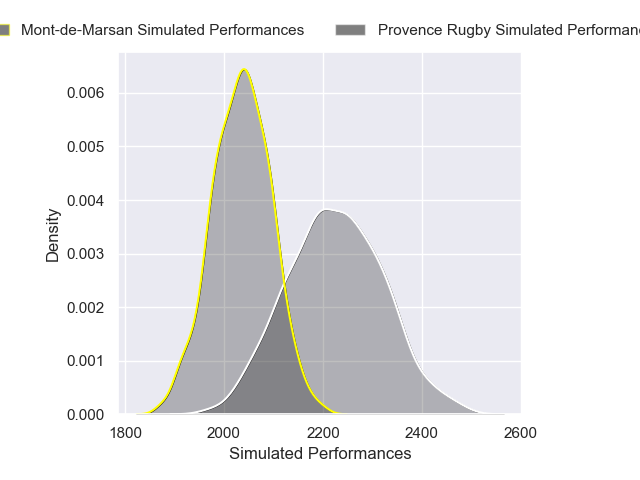 Mont-de-Marsan Simulated Performances
Provence Rugby Simulated
0.006
0.005
0.004
0.003
0.002
0.001
0.000
Density
1800 2000 2200 2400 2600
Simulated Performances